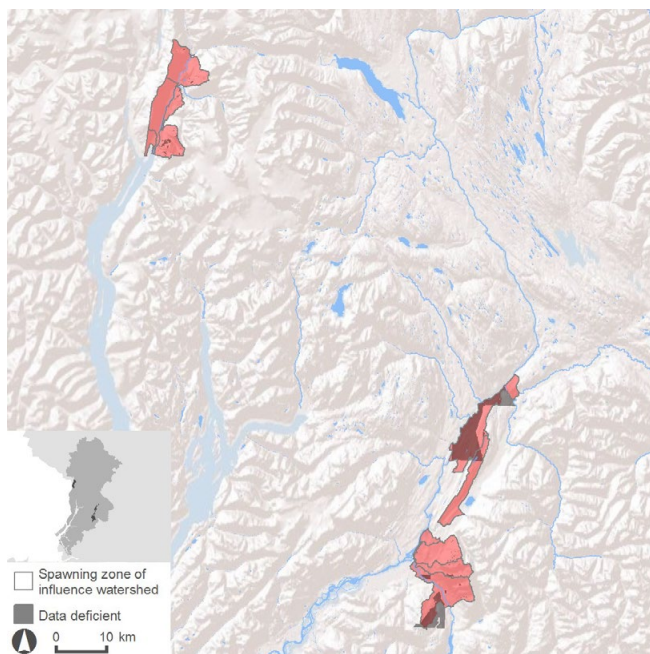 Spawning zone of
influence watershed
Data deficient
0 10 km